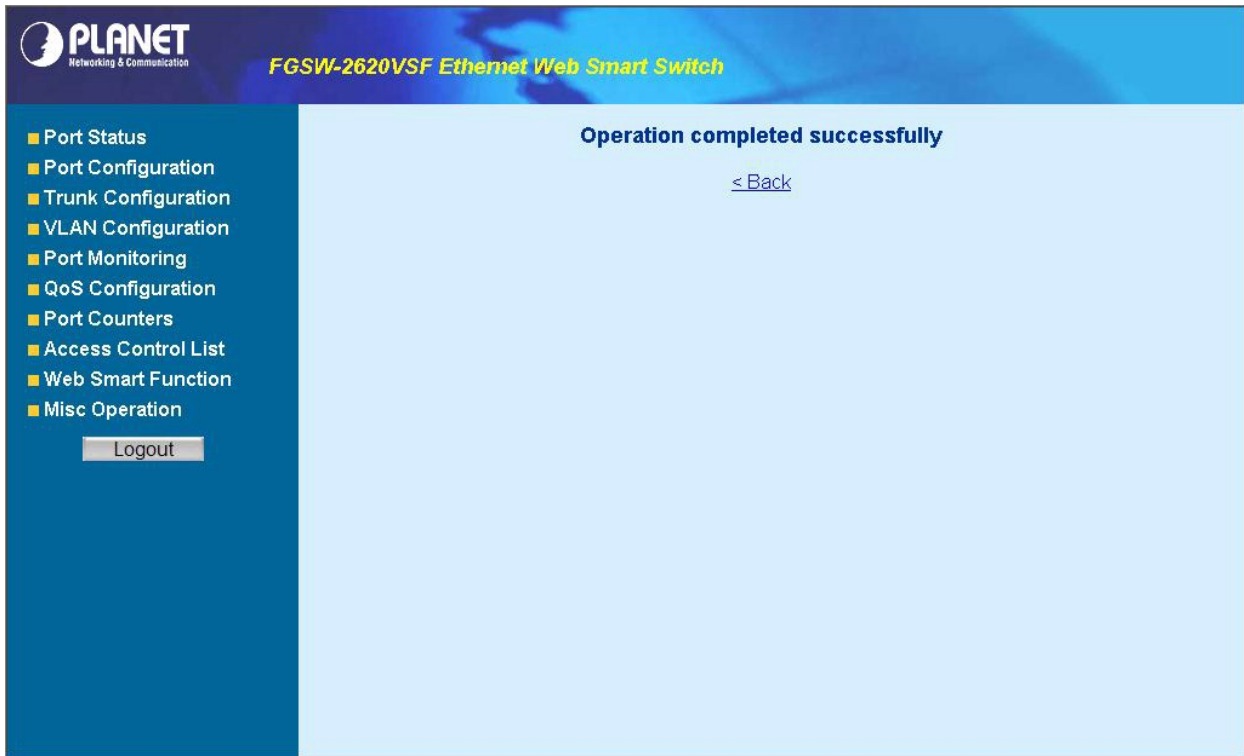 PLANET
Networking & Communication
FGSW-2620VSF Ethernet Web Smart Switch
Port Status
Port Configuration
Trunk Configuration
VLAN Configuration
Port Monitoring
QoS Configuration
Port Counters
Access Control List
Web Smart Function
Misc Operation
Logout
Operation completed successfully
< Back